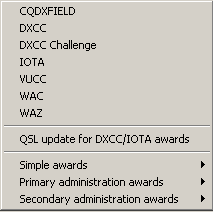 CQDXFIELD
DXCC
DXCC Challenge
IOTA
VUCC
WAC
WAZ
QSL update for DXCC/IOTA awards
Simple awards
Primary administration awards
Secondary administration awards